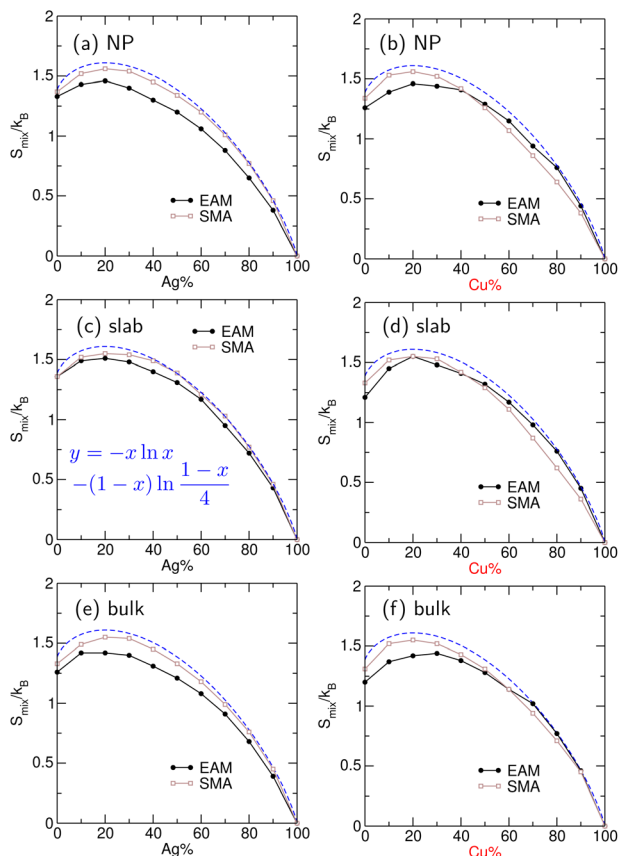 (a) NP
S_mix/k_B
2
1.5
1
0.5
0
EAM
SMA
0 20 40 60 80 100
Ag%
(b) NP
S_mix/k_B
2
1.5
1
0.5
0
EAM
SMA
0 20 40 60 80 100
Cu%
(c) slab
S_mix/k_B
2
1.5
1
0.5
0
EAM
SMA
y = −x ln x
−(1 − x) ln (1 − x)/4
0 20 40 60 80 100
Ag%
(d) slab
S_mix/k_B
2
1.5
1
0.5
0
EAM
SMA
0 20 40 60 80 100
Cu%
(e) bulk
S_mix/k_B
2
1.5
1
0.5
0
EAM
SMA
0 20 40 60 80 100
Ag%
(f) bulk
S_mix/k_B
2
1.5
1
0.5
0
EAM
SMA
0 20 40 60 80 100
Cu%